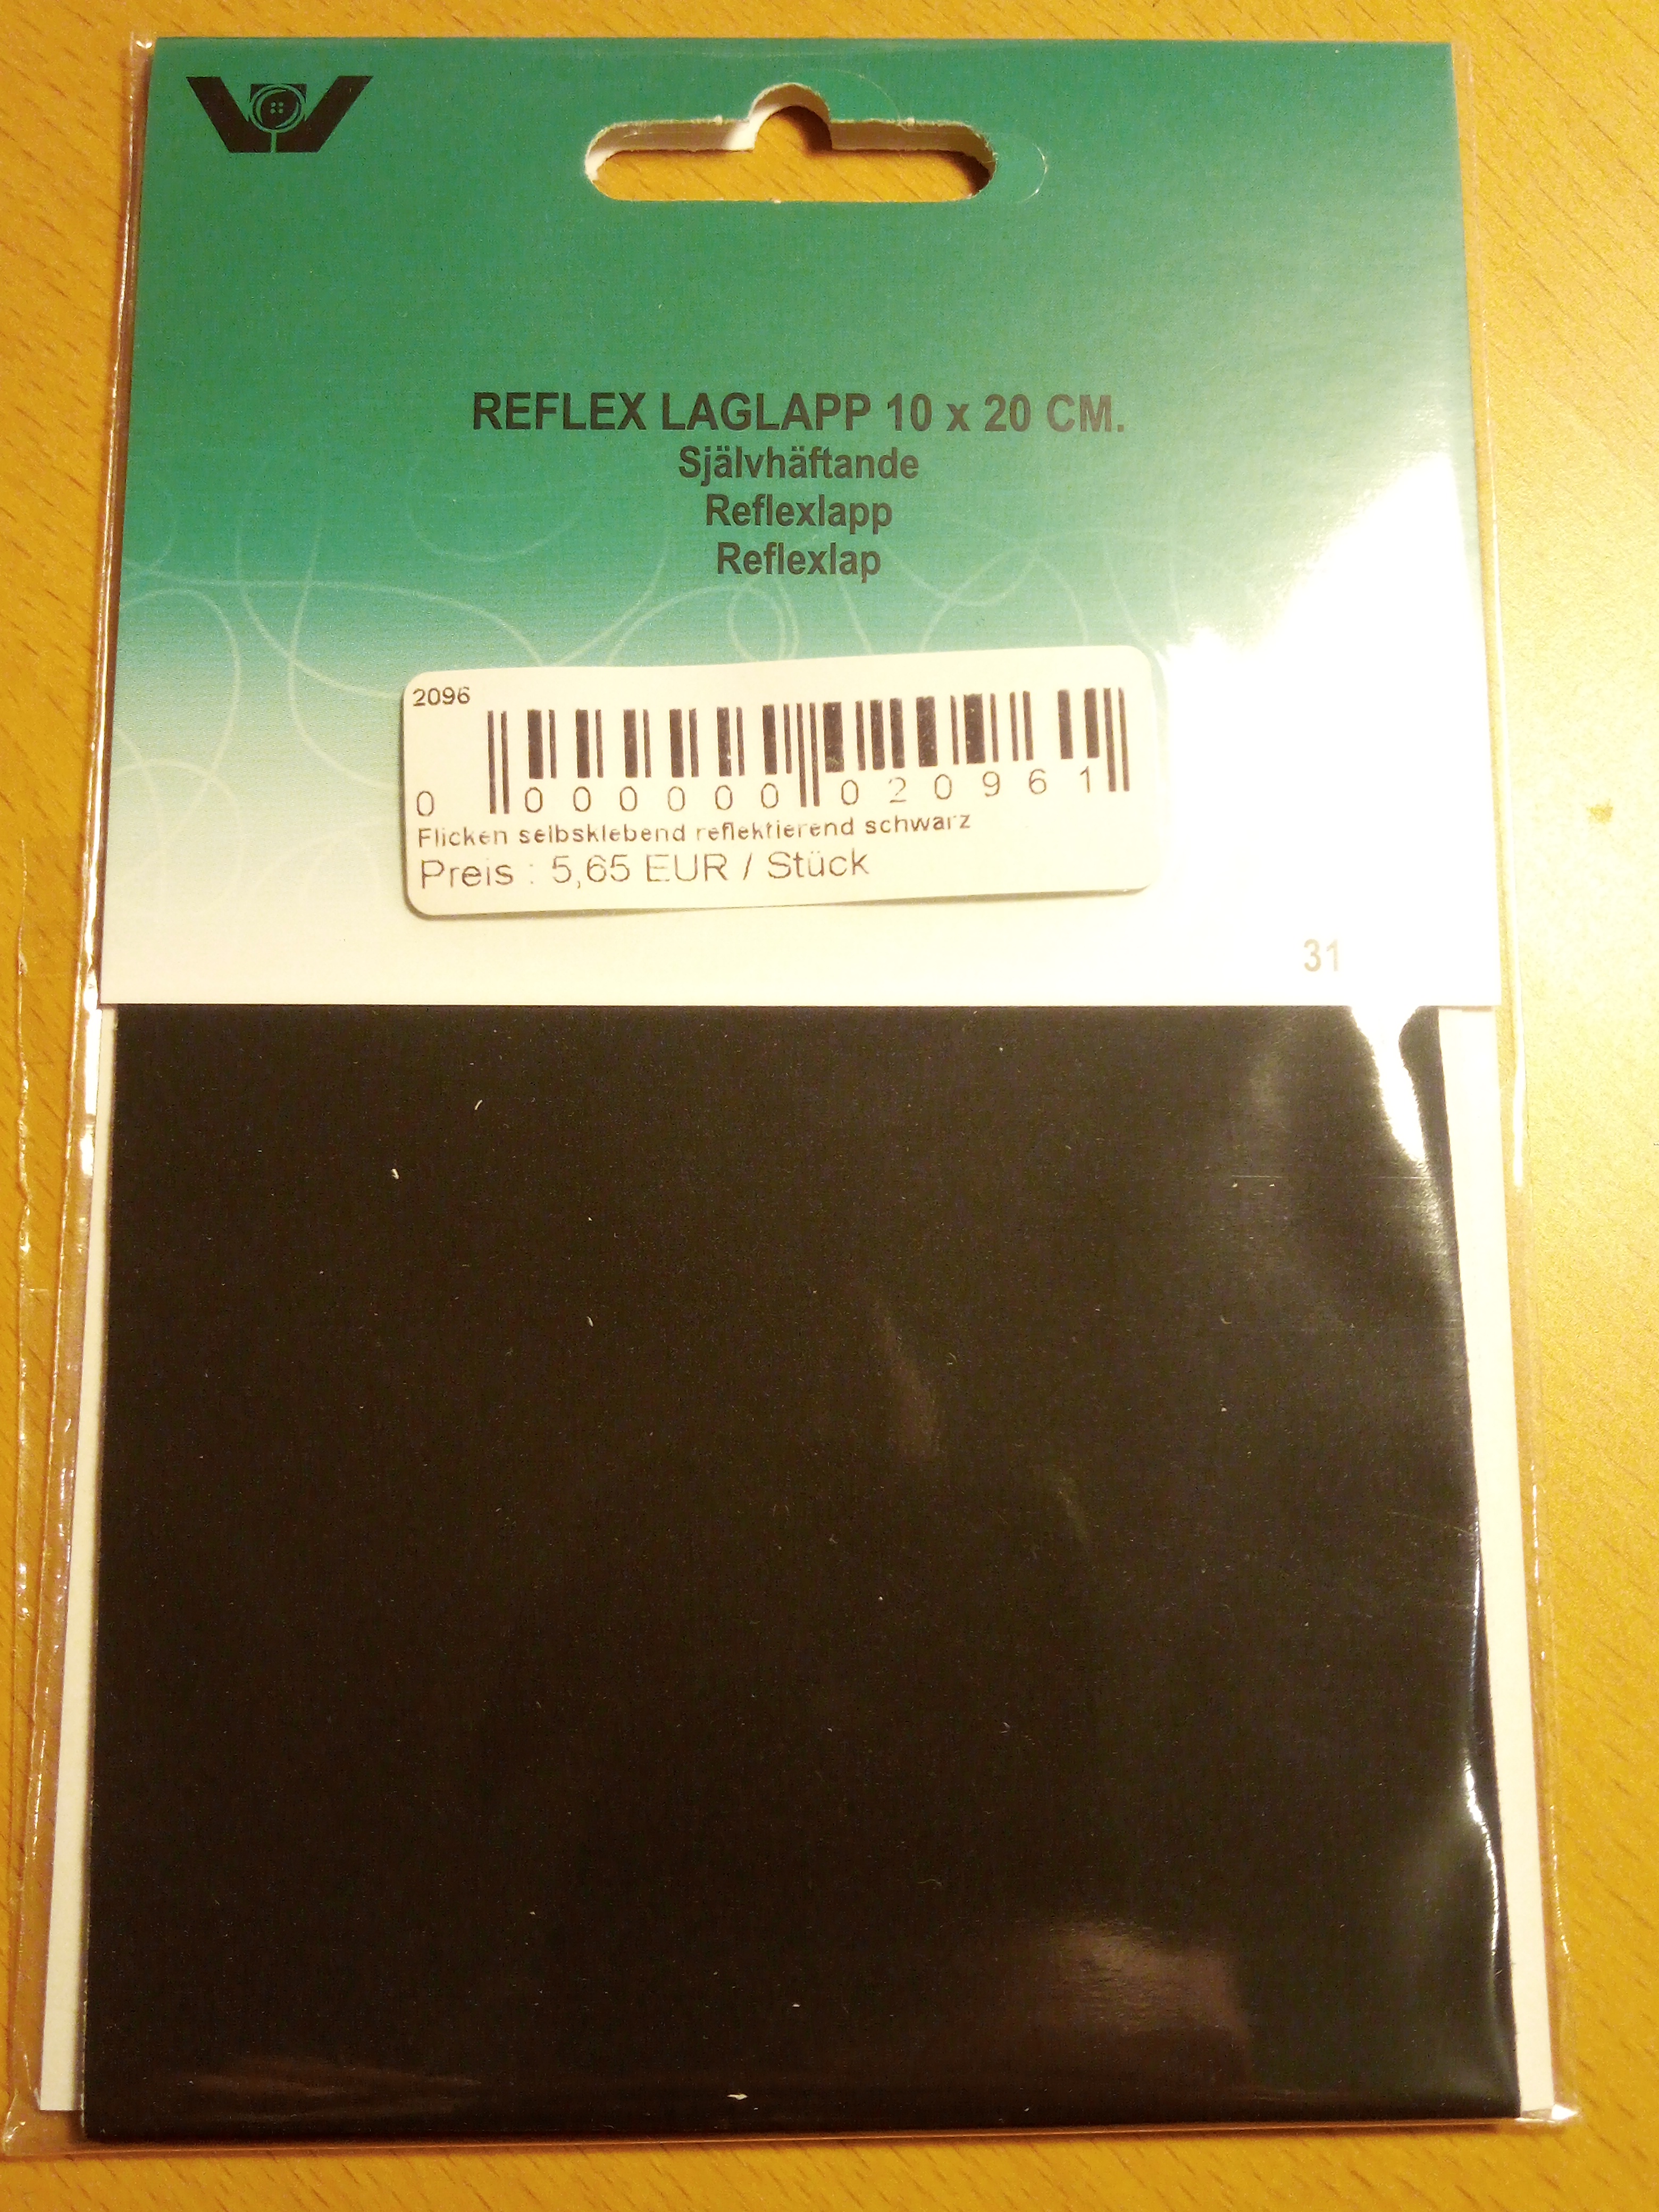 REFLEX LAGLAPP 10 x 20 CM.
Självhäftande
Reflexlapp
Reflexlap
2096
0 000000 020961
Flicken selbsklebend reflektierend schwarz
Preis : 5,65 EUR / Stück
31